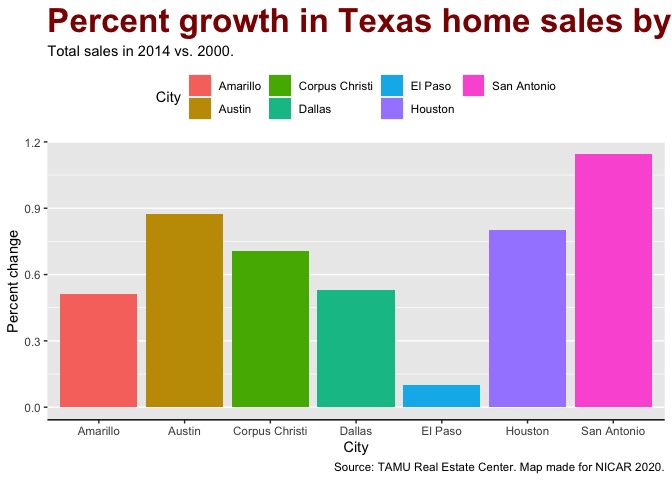 Percent growth in Texas home sales by
Total sales in 2014 vs. 2000.
City
Amarillo
Corpus Christi
El Paso
San Antonio
Austin
Dallas
Houston
1.2
0.9
0.6
0.3
0.0
Percent change
Amarillo Austin Corpus Christi Dallas El Paso Houston San Antonio
City
Source: TAMU Real Estate Center. Map made for NICAR 2020.